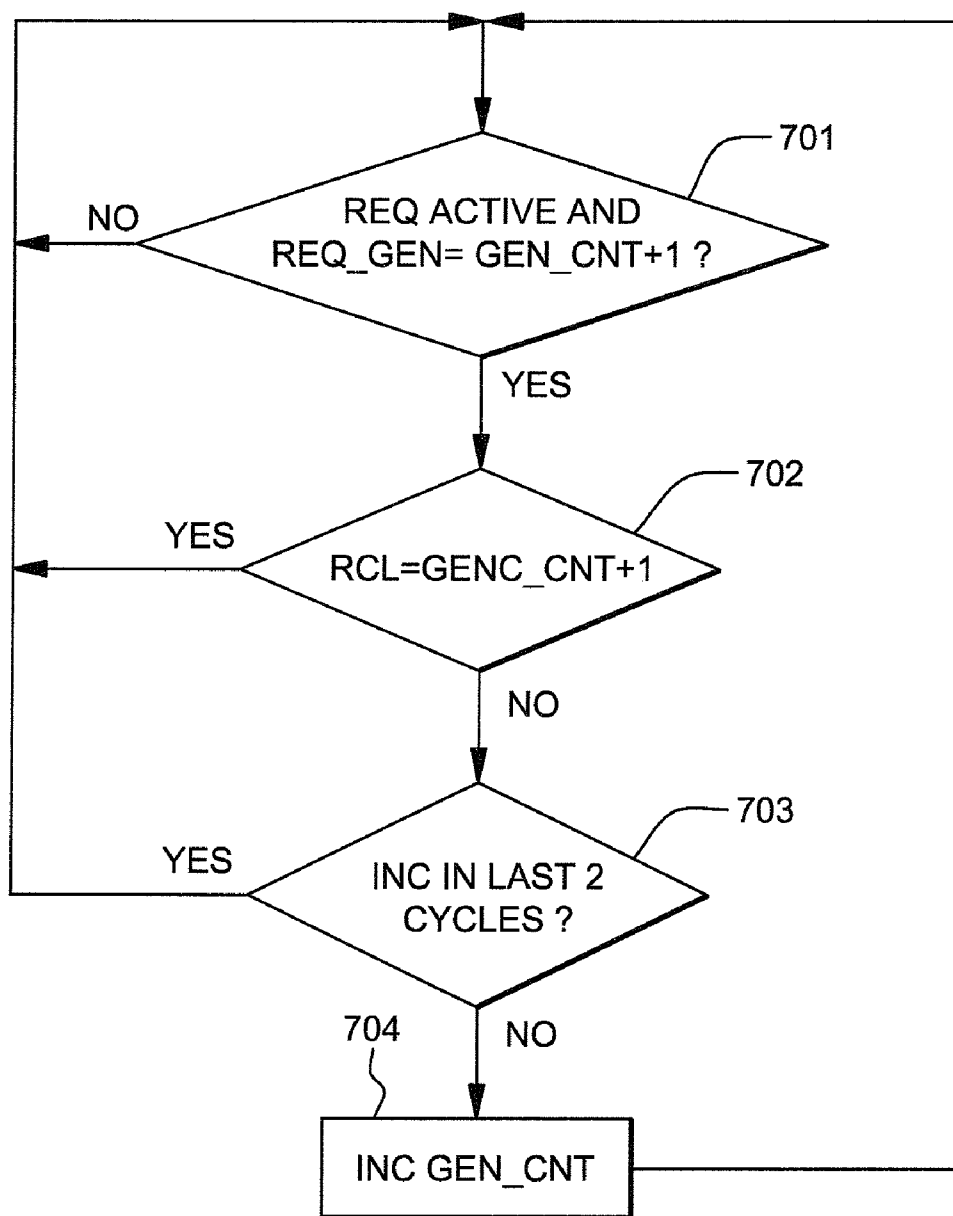 701
REQ ACTIVE AND
NO
REQ_GEN= GEN_CNT+1 ?
YES
702
YES
RCL=GENC_CNT+1
NO
703
YES
INC IN LAST 2
CYCLES ?
704
NO
INC GEN_CNT